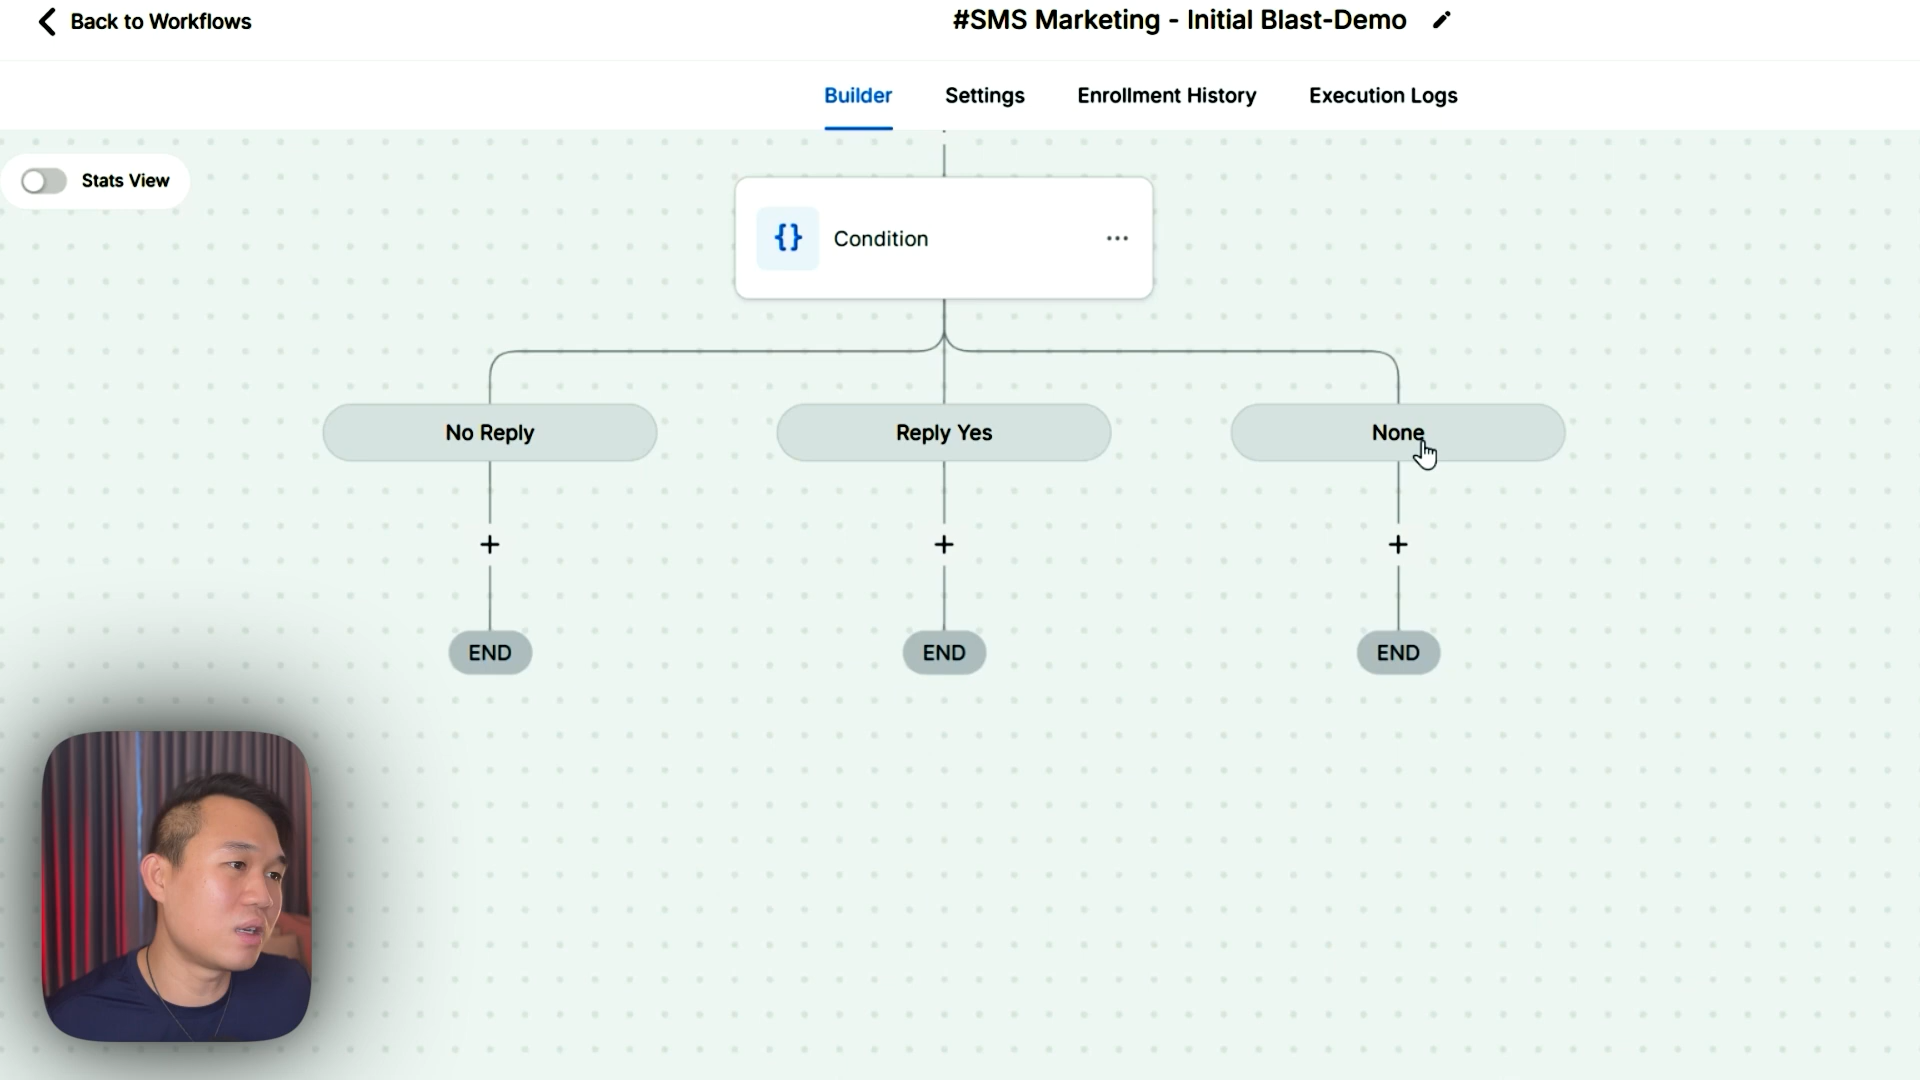 Back to Workflows
#SMS Marketing - Initial Blast-Demo
Builder
Settings
Enrollment History
Execution Logs
Stats View
{} Condition
No Reply
Reply Yes
None
+
+
+
END
END
END